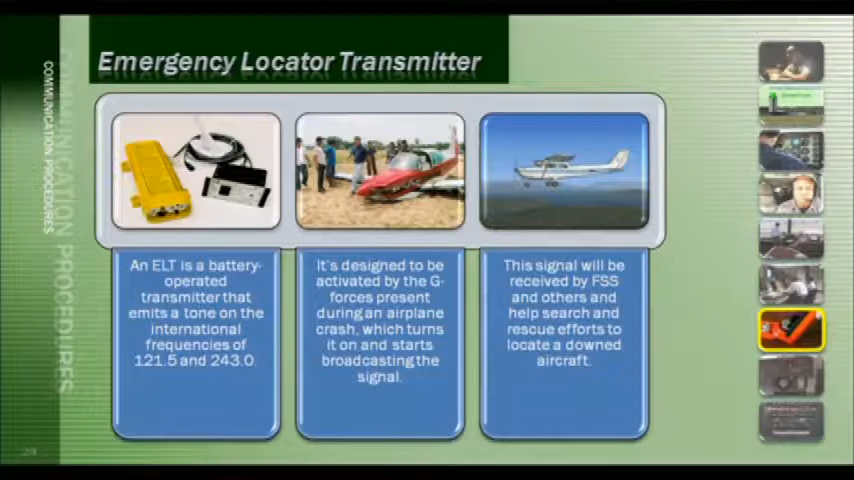 Emergency Locator Transmitter
COMMUNICATION PROCEDURES
COMMUNICATION PROCEDURES
An ELT is a battery-
operated
transmitter that
emits a tone on the
international
frequencies of
121.5 and 243.0.
It's designed to be
activated by the G-
forces present
during an airplane
crash, which turns
it on and starts
broadcasting the
signal.
This signal will be
received by FSS
and others and
help search and
rescue efforts to
locate a downed
aircraft.
29